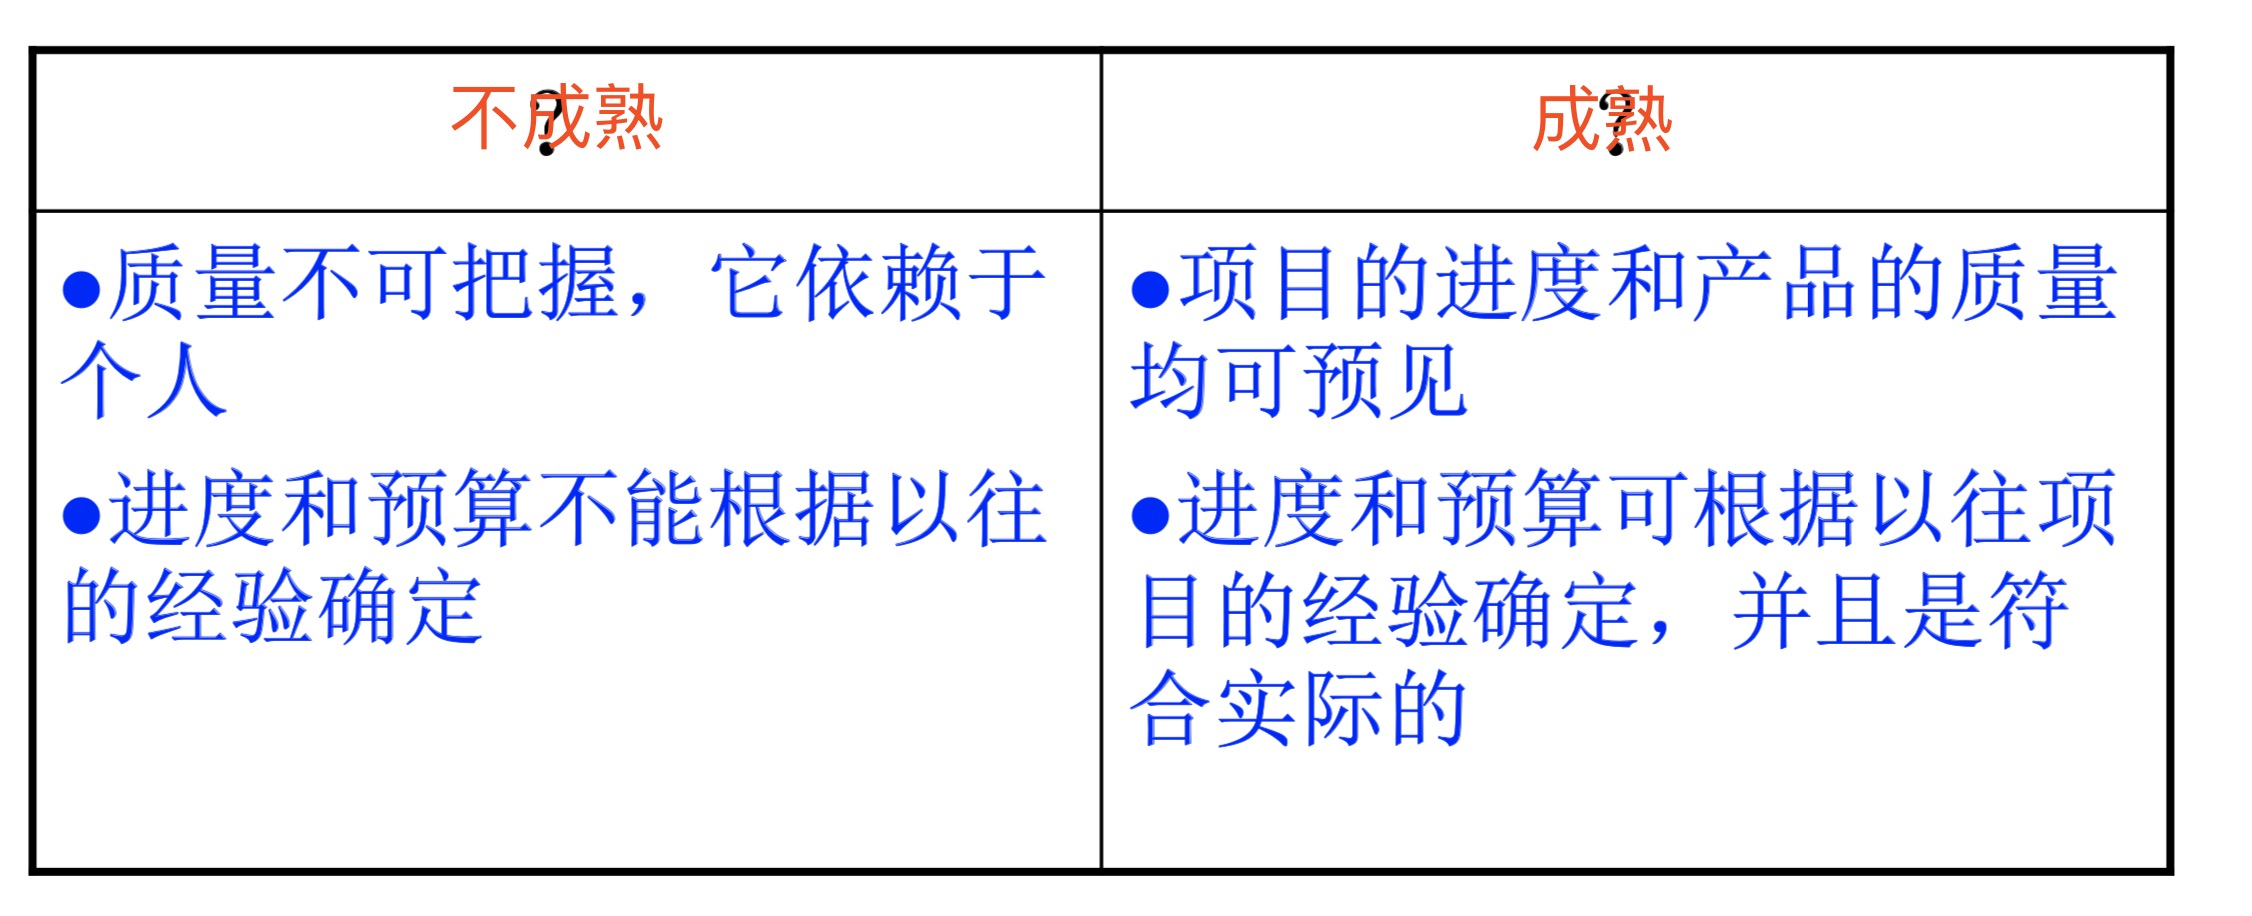 不成熟
?
成熟
?
●质量不可把握，它依赖于
个人
●进度和预算不能根据以往
的经验确定
●项目的进度和产品的质量
均可预见
●进度和预算可根据以往项
目的经验确定，并且是符
合实际的